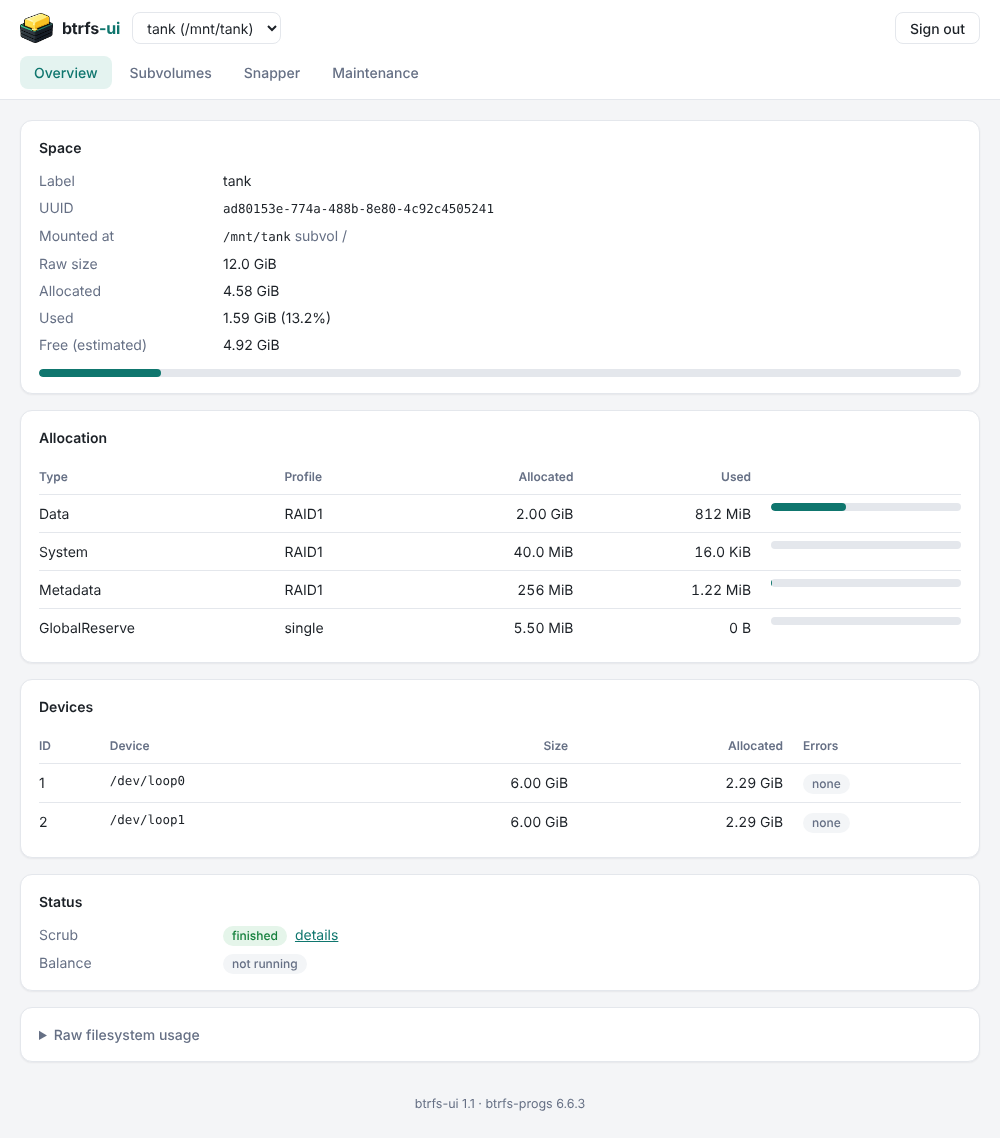 btrfs-ui tank (/mnt/tank) Sign out
Overview Subvolumes Snapper Maintenance
Space
Label tank
UUID ad80153e-774a-488b-8e80-4c92c4505241
Mounted at /mnt/tank subvol /
Raw size 12.0 GiB
Allocated 4.58 GiB
Used 1.59 GiB (13.2%)
Free (estimated) 4.92 GiB
Allocation
Type Profile Allocated Used
Data RAID1 2.00 GiB 812 MiB
System RAID1 40.0 MiB 16.0 KiB
Metadata RAID1 256 MiB 1.22 MiB
GlobalReserve single 5.50 MiB 0 B
Devices
ID Device Size Allocated Errors
1 /dev/loop0 6.00 GiB 2.29 GiB none
2 /dev/loop1 6.00 GiB 2.29 GiB none
Status
Scrub finished details
Balance not running
Raw filesystem usage
btrfs-ui 1.1 · btrfs-progs 6.6.3